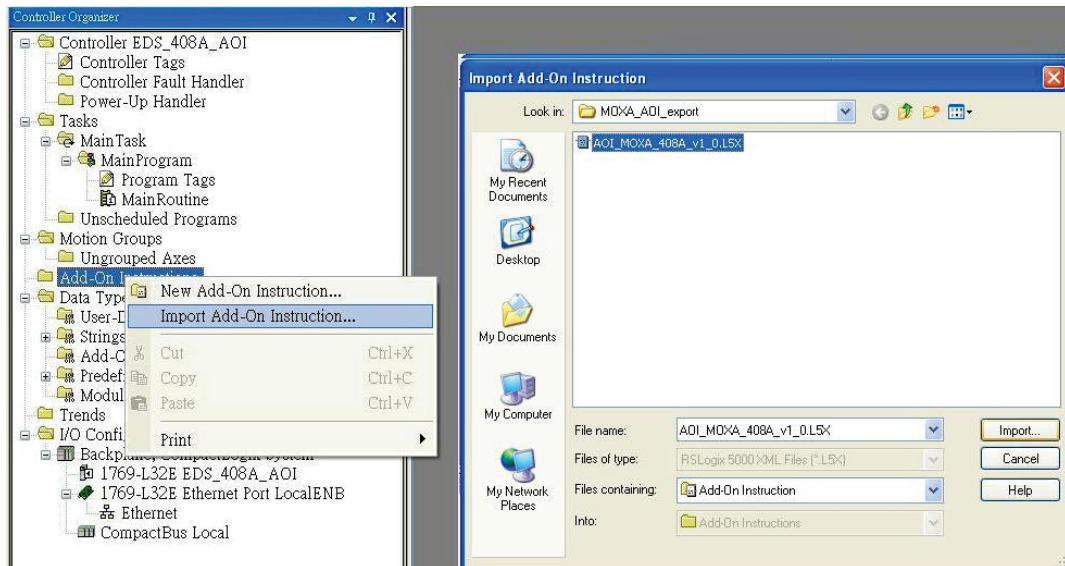 Controller Organizer
Controller EDS_408A_AOI
Controller Tags
Controller Fault Handler
Power-Up Handler
Tasks
MainTask
MainProgram
Program Tags
MainRoutine
Unscheduled Programs
Motion Groups
Ungrouped Axes
Add-On Instructions
Data Type
User-D
Strings
Add-O
Predef
Modul
Trends
I/O Confi
Backplane, CompactLogix System
1769-L32E EDS_408A_AOI
1769-L32E Ethernet Port LocalENB
Ethernet
CompactBus Local
New Add-On Instruction...
Import Add-On Instruction...
Cut Ctrl+X
Copy Ctrl+C
Paste Ctrl+V
Print
Import Add-On Instruction
Look in: MOXA_AOI_export
AOI_MOXA_408A_v1_0.L5X
My Recent
Documents
Desktop
My Documents
My Computer
My Network
Places
File name: AOI_MOXA_408A_v1_0.L5X Import...
Files of type: RSLogix 5000 XML Files (*.L5X) Cancel
Files containing: Add-On Instruction Help
Into: Add-On Instructions